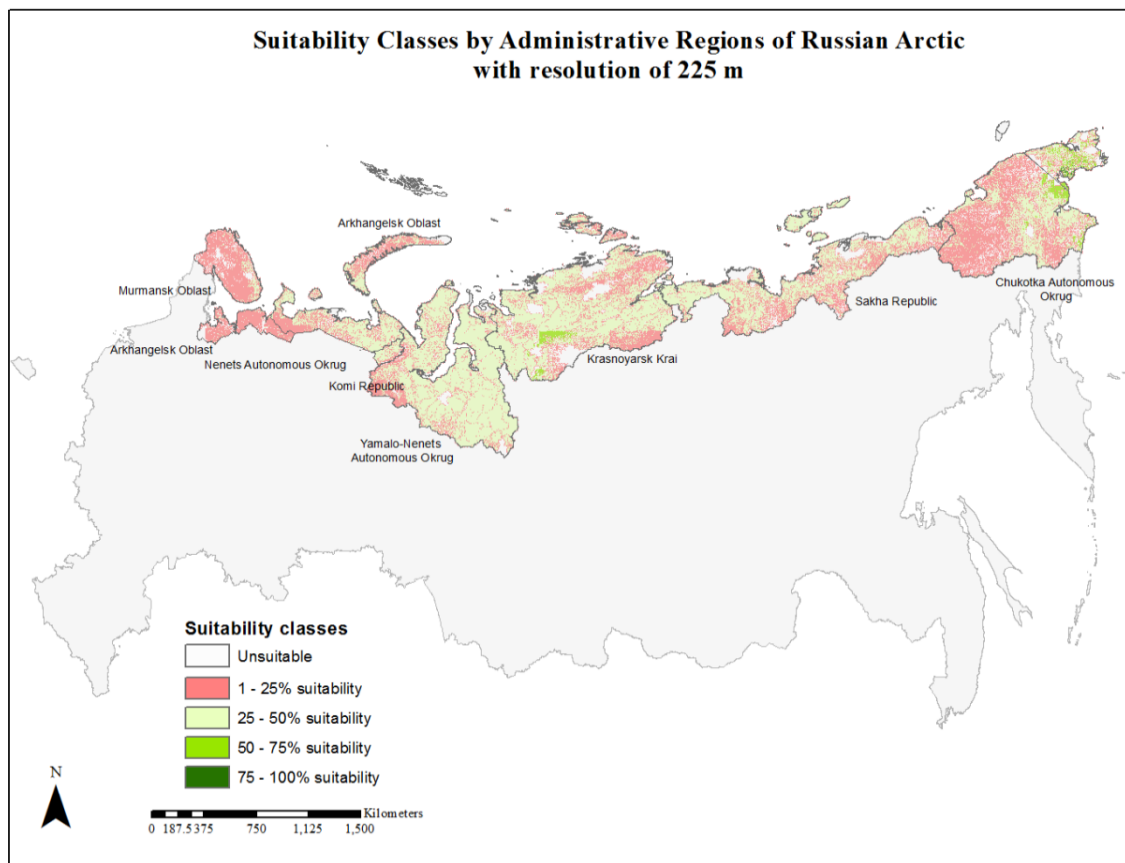 Suitability Classes by Administrative Regions of Russian Arctic
with resolution of 225 m
Arkhangelsk Oblast
Murmansk Oblast
Chukotka Autonomous
Okrug
Sakha Republic
Arkhangelsk Oblast
Nenets Autonomous Okrug
Krasnoyarsk Krai
Komi Republic
Yamalo-Nenets
Autonomous Okrug
Suitability classes
Unsuitable
1 - 25% suitability
25 - 50% suitability
50 - 75% suitability
75 - 100% suitability
N
Kilometers
0 187.5 375 750 1,125 1,500